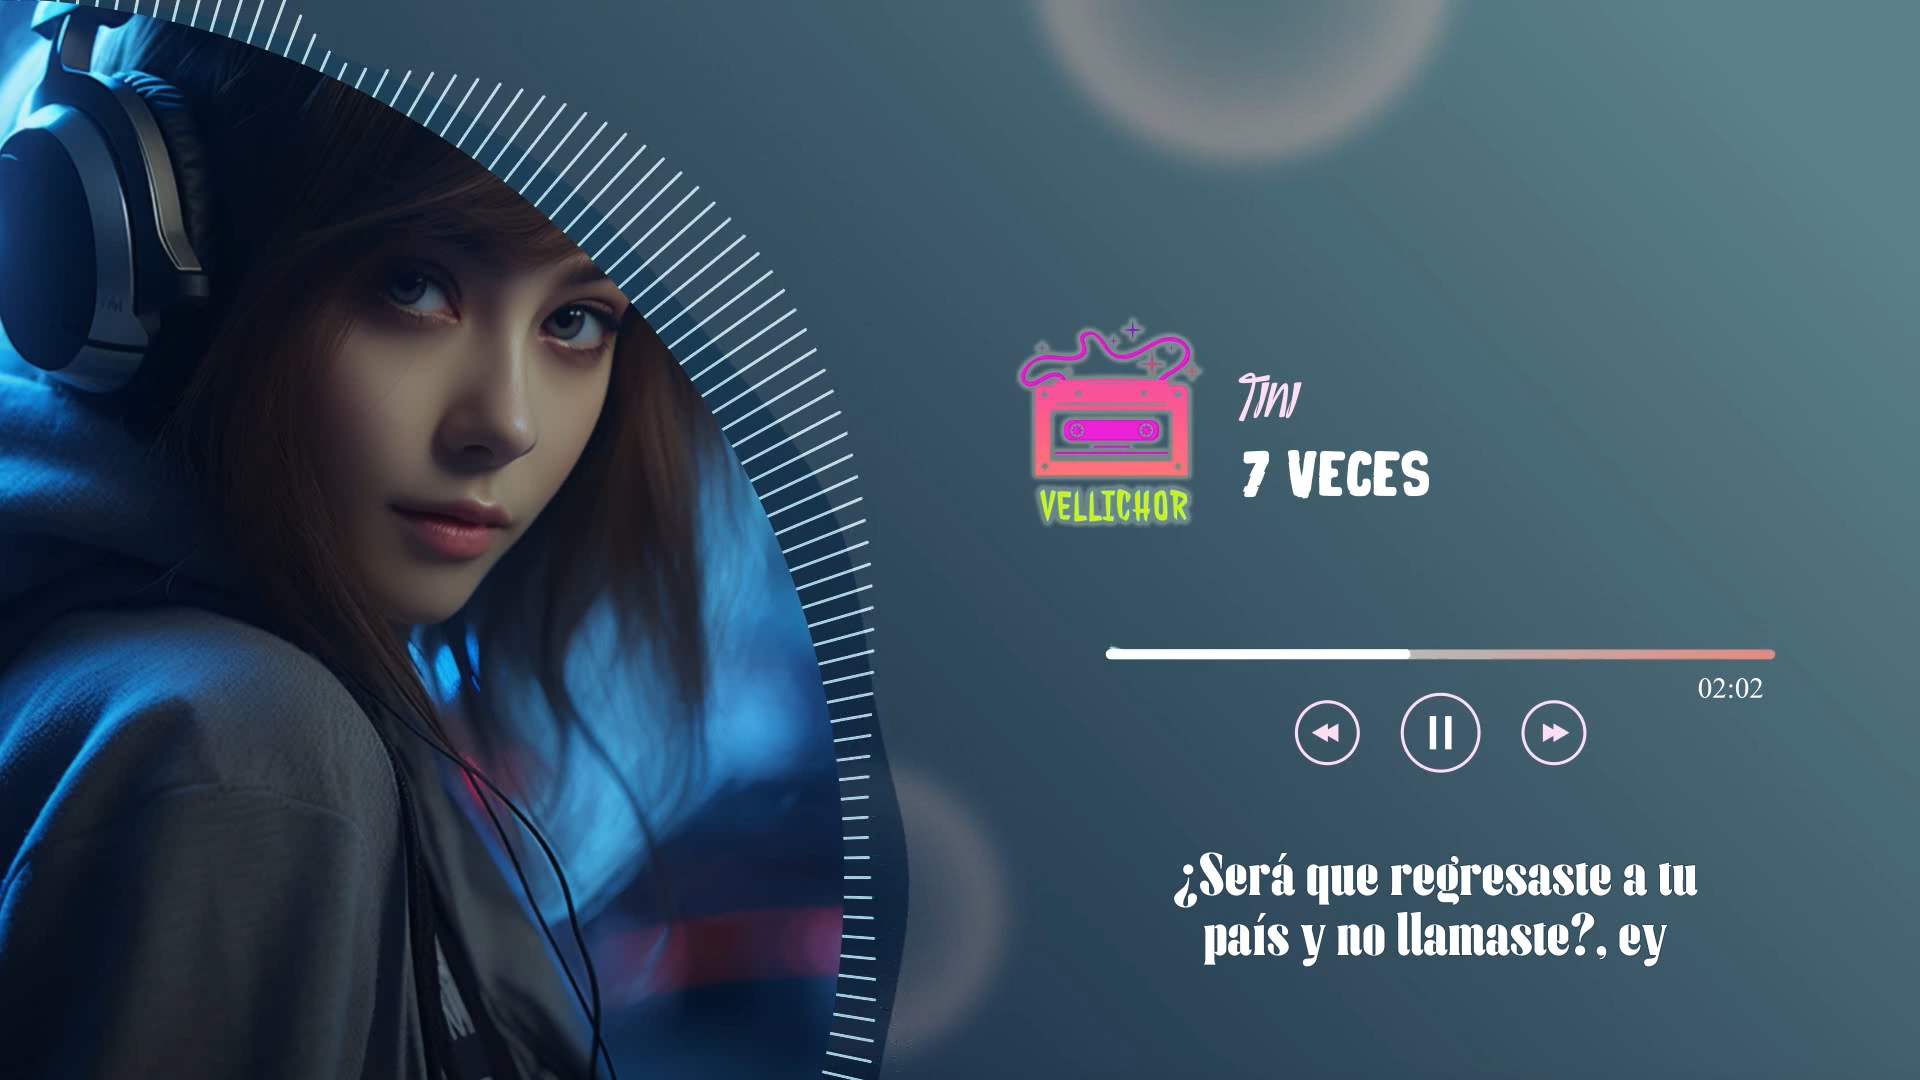 TINI
7 VECES
VELLICHOR
02:02
¿Será que regresaste a tu
país y no llamaste?, ey